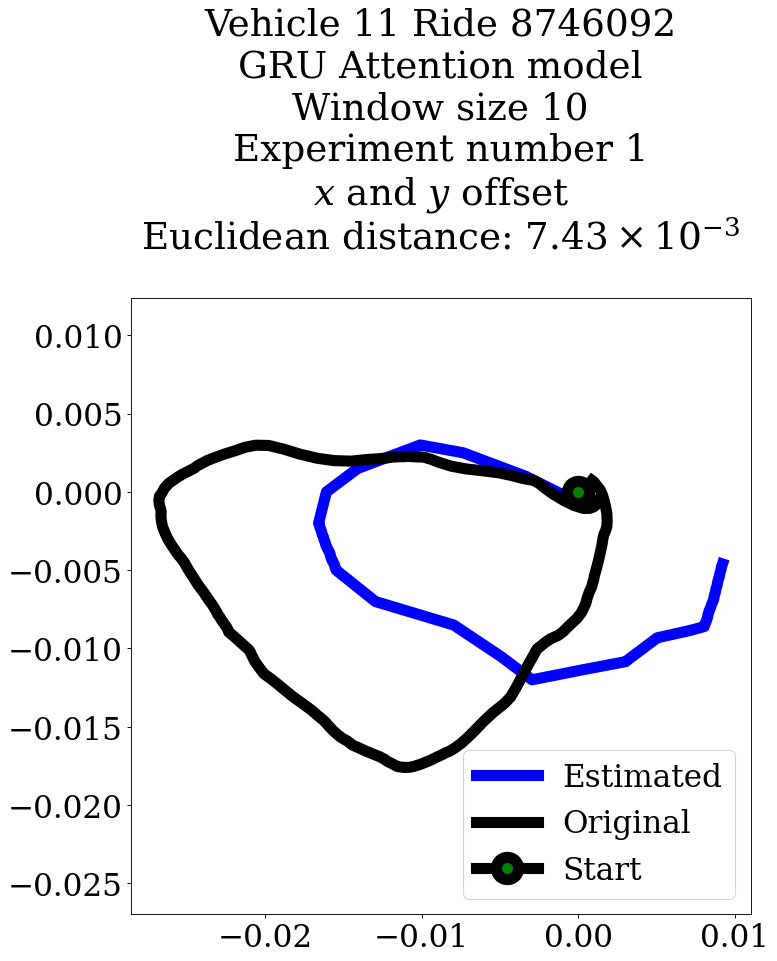 Vehicle 11 Ride 8746092
GRU Attention model
Window size 10
Experiment number 1
x and y offset
Euclidean distance: 7.43 × 10⁻³
0.010
0.005
0.000
−0.005
−0.010
−0.015
−0.020
−0.025
Estimated
Original
Start
−0.02
−0.01
0.00
0.01